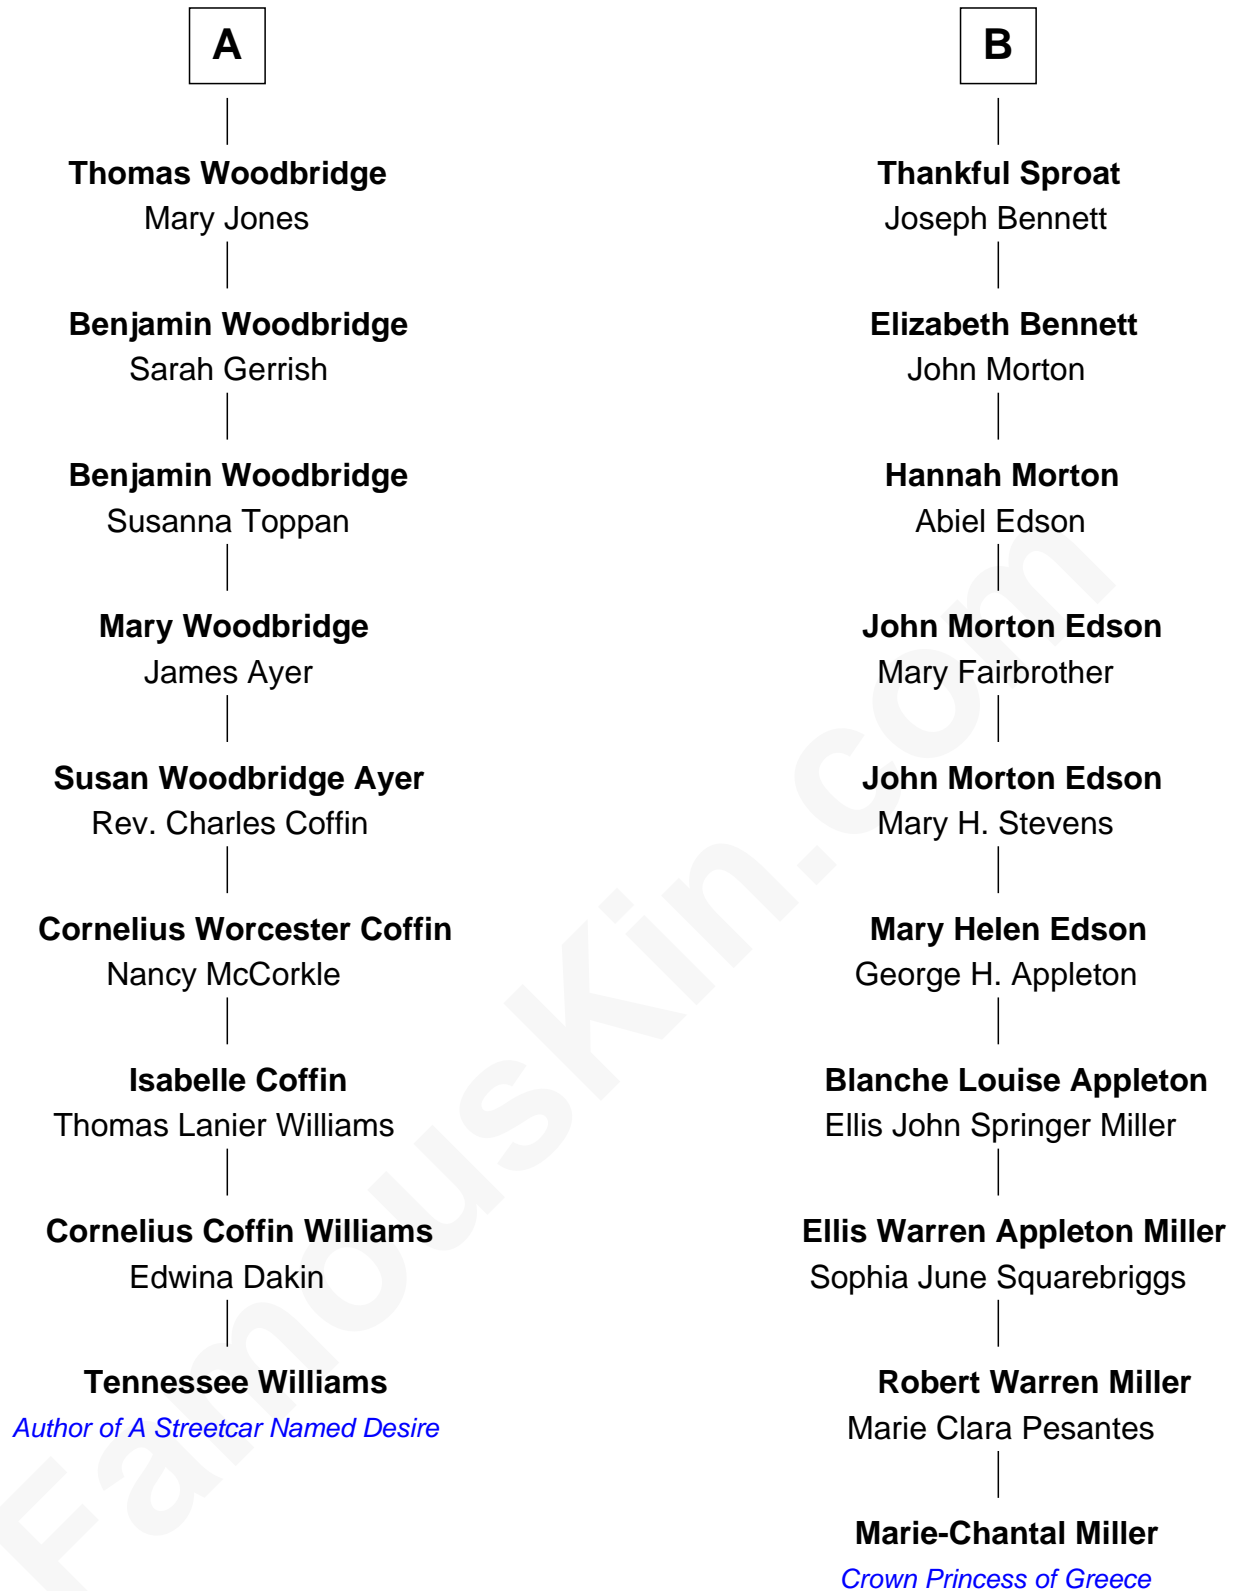 A
Thomas Woodbridge
Mary Jones
Benjamin Woodbridge
Sarah Gerrish
Benjamin Woodbridge
Susanna Toppan
Mary Woodbridge
James Ayer
Susan Woodbridge Ayer
Rev. Charles Coffin
Cornelius Worcester Coffin
Nancy McCorkle
Isabelle Coffin
Thomas Lanier Williams
Cornelius Coffin Williams
Edwina Dakin
Tennessee Williams
Author of A Streetcar Named Desire
B
Thankful Sproat
Joseph Bennett
Elizabeth Bennett
John Morton
Hannah Morton
Abiel Edson
John Morton Edson
Mary Fairbrother
John Morton Edson
Mary H. Stevens
Mary Helen Edson
George H. Appleton
Blanche Louise Appleton
Ellis John Springer Miller
Ellis Warren Appleton Miller
Sophia June Squarebriggs
Robert Warren Miller
Marie Clara Pesantes
Marie-Chantal Miller
Crown Princess of Greece
FamousKin.com